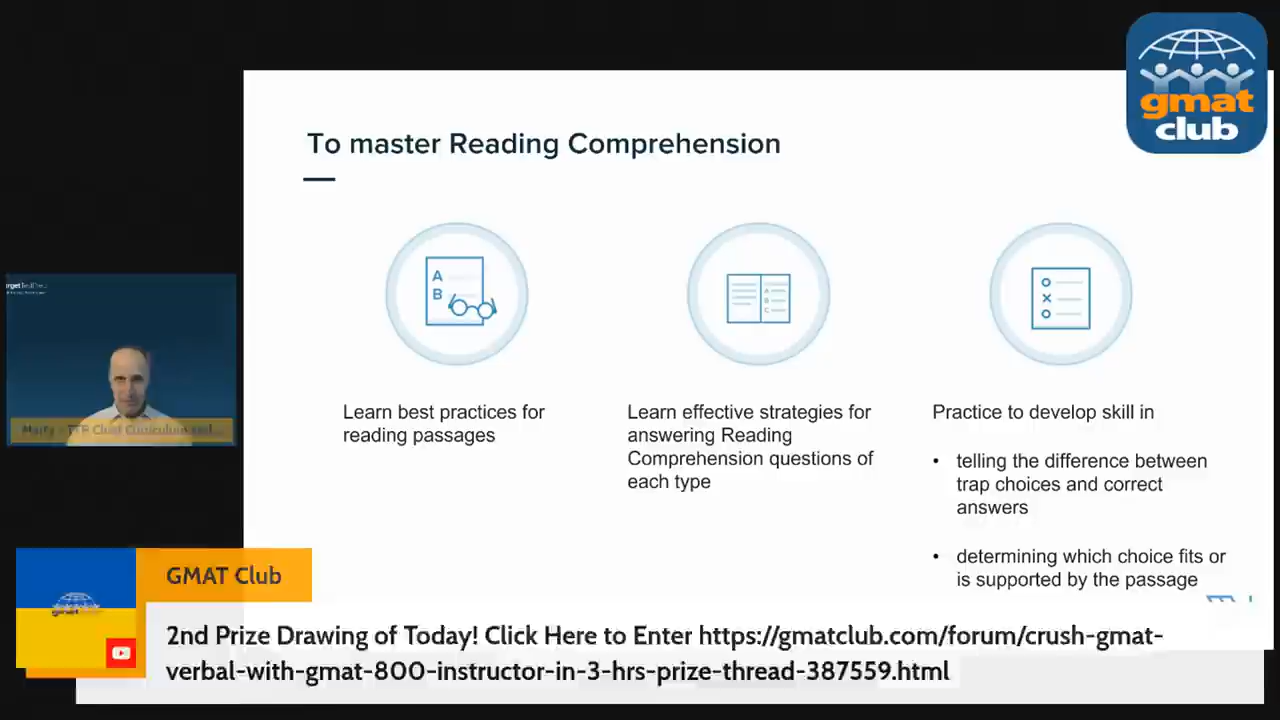 gmat
club
To master Reading Comprehension
A
B
A
B
C
Learn best practices for
reading passages
Learn effective strategies for
answering Reading
Comprehension questions of
each type
Practice to develop skill in
• telling the difference between
trap choices and correct
answers
• determining which choice fits or
is supported by the passage
GMAT Club
2nd Prize Drawing of Today! Click Here to Enter https://gmatclub.com/forum/crush-gmat-
verbal-with-gmat-800-instructor-in-3-hrs-prize-thread-387559.html